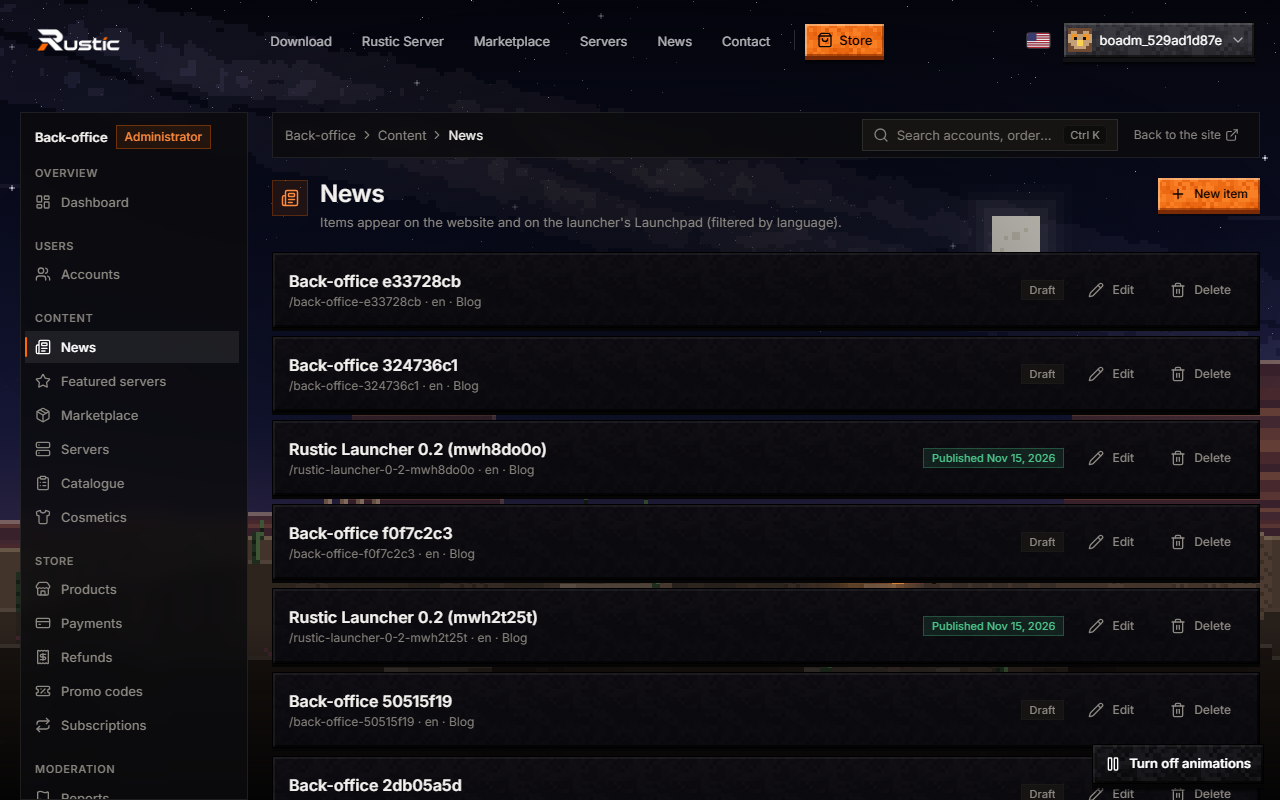 Rustic
Download
Rustic Server
Marketplace
Servers
News
Contact
Store
boadm_529ad1d87e
Back-office
Administrator
OVERVIEW
Dashboard
USERS
Accounts
CONTENT
News
Featured servers
Marketplace
Servers
Catalogue
Cosmetics
STORE
Products
Payments
Refunds
Promo codes
Subscriptions
MODERATION
Reports
Back-office > Content > News
Search accounts, order...
Ctrl K
Back to the site
News
Items appear on the website and on the launcher's Launchpad (filtered by language).
New item
Back-office e33728cb
/back-office-e33728cb · en · Blog
Draft
Edit
Delete
Back-office 324736c1
/back-office-324736c1 · en · Blog
Draft
Edit
Delete
Rustic Launcher 0.2 (mwh8do0o)
/rustic-launcher-0-2-mwh8do0o · en · Blog
Published Nov 15, 2026
Edit
Delete
Back-office f0f7c2c3
/back-office-f0f7c2c3 · en · Blog
Draft
Edit
Delete
Rustic Launcher 0.2 (mwh2t25t)
/rustic-launcher-0-2-mwh2t25t · en · Blog
Published Nov 15, 2026
Edit
Delete
Back-office 50515f19
/back-office-50515f19 · en · Blog
Draft
Edit
Delete
Back-office 2db05a5d
Draft
Edit
Delete
Turn off animations